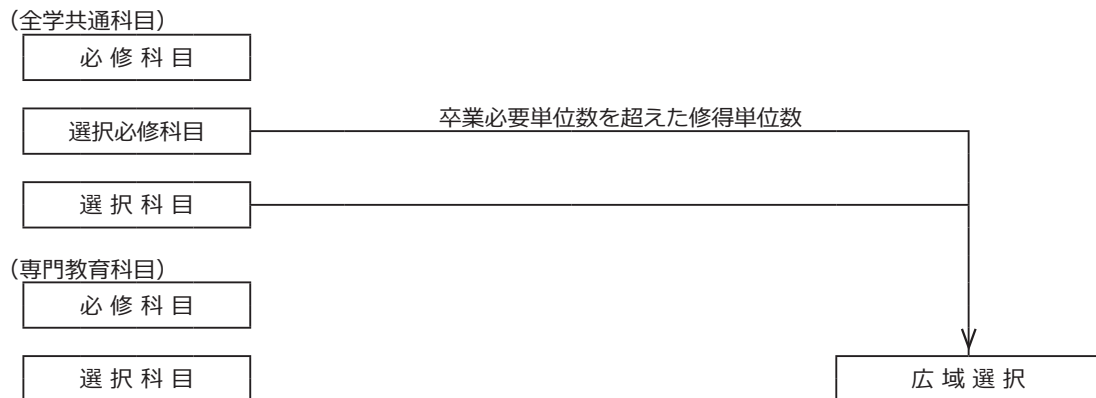 （全学共通科目）
必 修 科 目
選択必修科目
卒業必要単位数を超えた修得単位数
選 択 科 目
（専門教育科目）
必 修 科 目
選 択 科 目
広 域 選 択